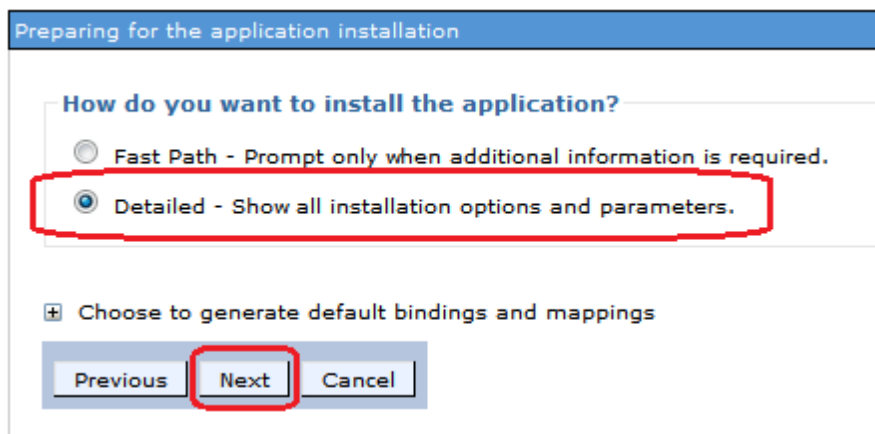 Preparing for the application installation
How do you want to install the application?
Fast Path - Prompt only when additional information is required.
Detailed - Show all installation options and parameters.
Choose to generate default bindings and mappings
Previous Next Cancel